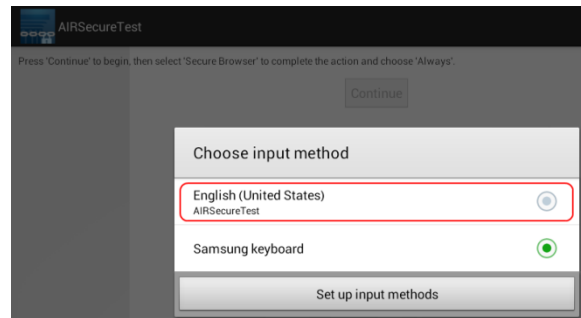 AIRSecureTest
Press 'Continue' to begin, then select 'Secure Browser' to complete the action and choose 'Always'.
Continue
Choose input method
English (United States)
AIRSecureTest
Samsung keyboard
Set up input methods